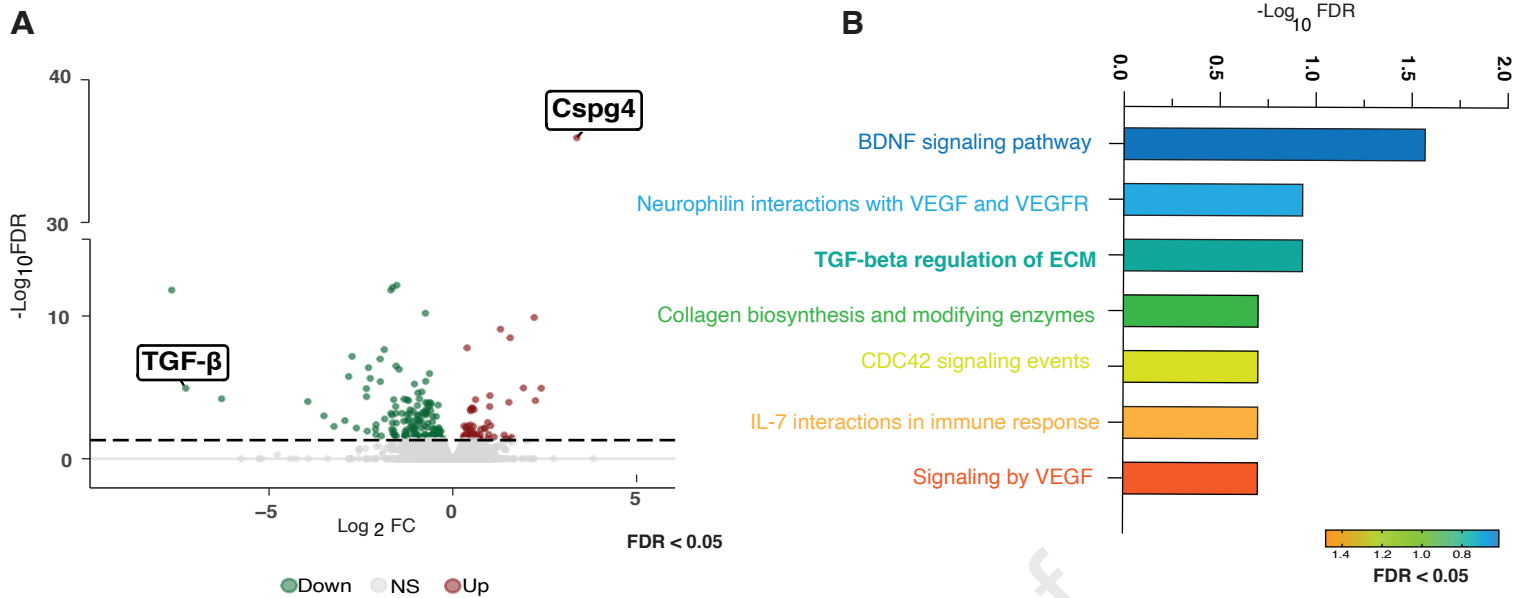 A
40
30
10
0
-Log10FDR
Cspg4
TGF-β
−5
0
5
Log 2 FC
FDR < 0.05
Down
NS
Up
B
-Log10 FDR
0.0
0.5
1.0
1.5
2.0
BDNF signaling pathway
Neurophilin interactions with VEGF and VEGFR
TGF-beta regulation of ECM
Collagen biosynthesis and modifying enzymes
CDC42 signaling events
IL-7 interactions in immune response
Signaling by VEGF
1.4
1.2
1.0
0.8
FDR < 0.05
f